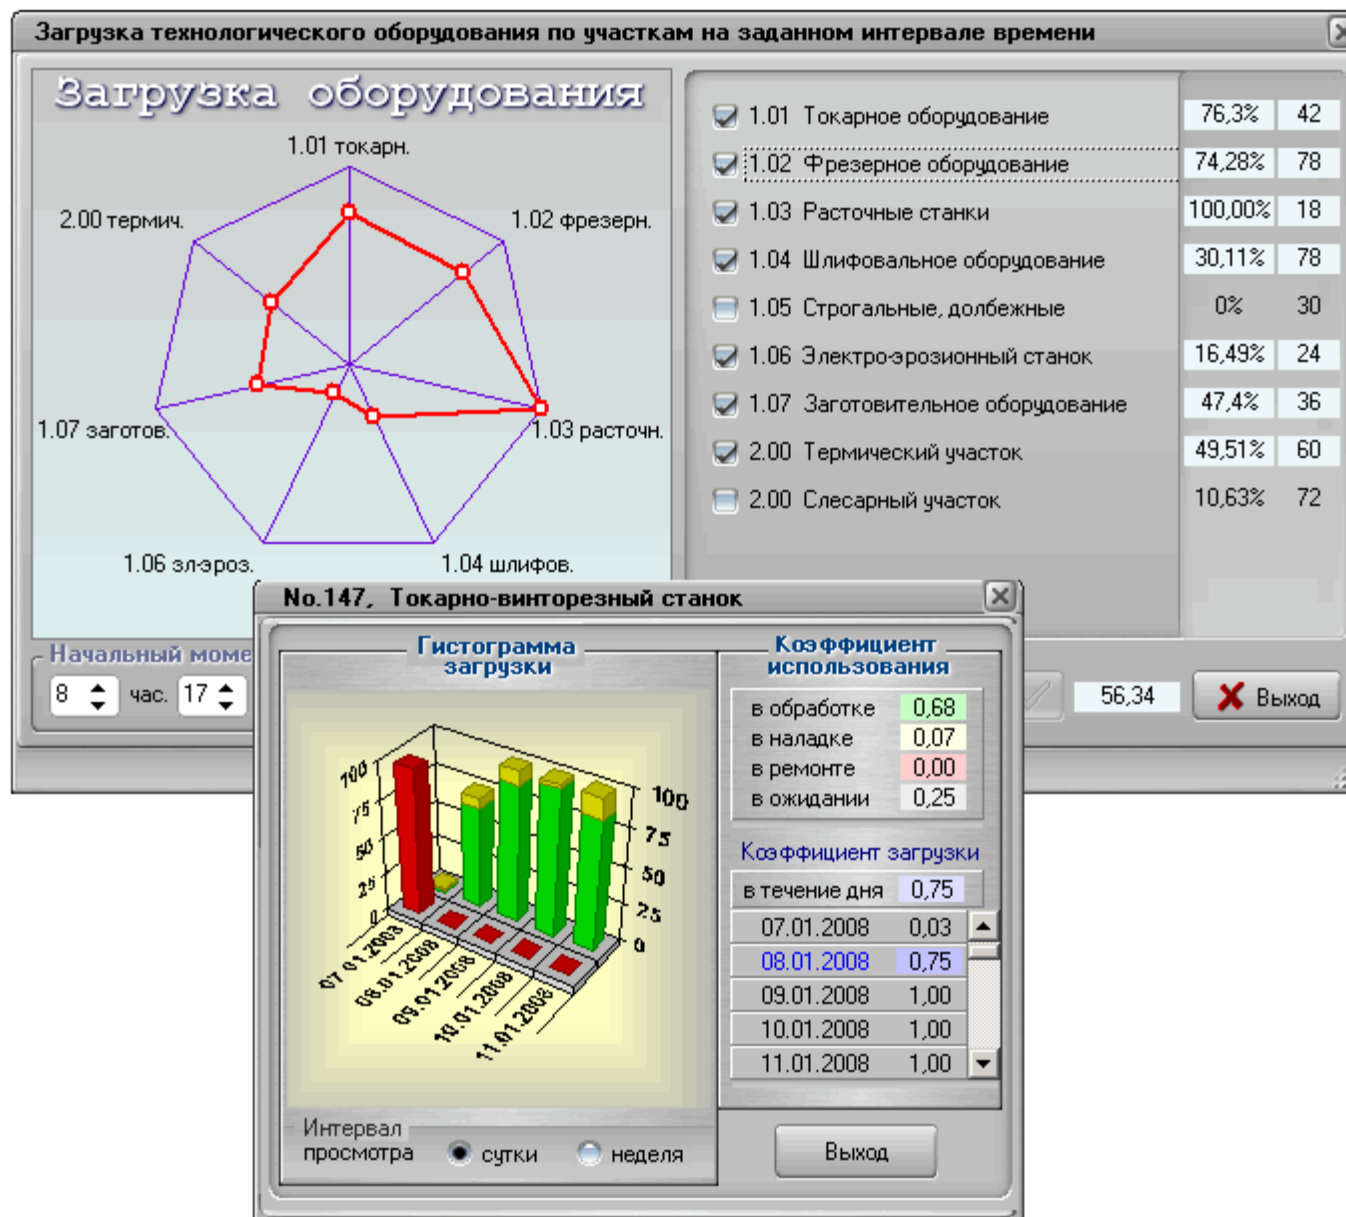 Загрузка технологического оборудования по участкам на заданном интервале времени
Загрузка оборудования
1.01 токарн.
2.00 термич.
1.02 фрезерн.
1.07 заготов.
1.03 расточн.
1.06 эл-эроз.
1.04 шлифов.
1.01 Токарное оборудование 76,3% 42
1.02 Фрезерное оборудование 74,28% 78
1.03 Расточные станки 100,00% 18
1.04 Шлифовальное оборудование 30,11% 78
1.05 Строгальные, долбежные 0% 30
1.06 Электро-эрозионный станок 16,49% 24
1.07 Заготовительное оборудование 47,4% 36
2.00 Термический участок 49,51% 60
2.00 Слесарный участок 10,63% 72
Начальный моме
8 час. 17
56,34 Выход
No.147, Токарно-винторезный станок
Гистограмма
загрузки
100
75
50
25
0
100
75
50
25
0
07.01.2003
08.01.2008
09.01.2008
10.01.2008
11.01.2008
Интервал
просмотра сутки неделя
Коэффициент
использования
в обработке 0,68
в наладке 0,07
в ремонте 0,00
в ожидании 0,25
Коэффициент загрузки
в течение дня 0,75
07.01.2008 0,03
08.01.2008 0,75
09.01.2008 1,00
10.01.2008 1,00
11.01.2008 1,00
Выход